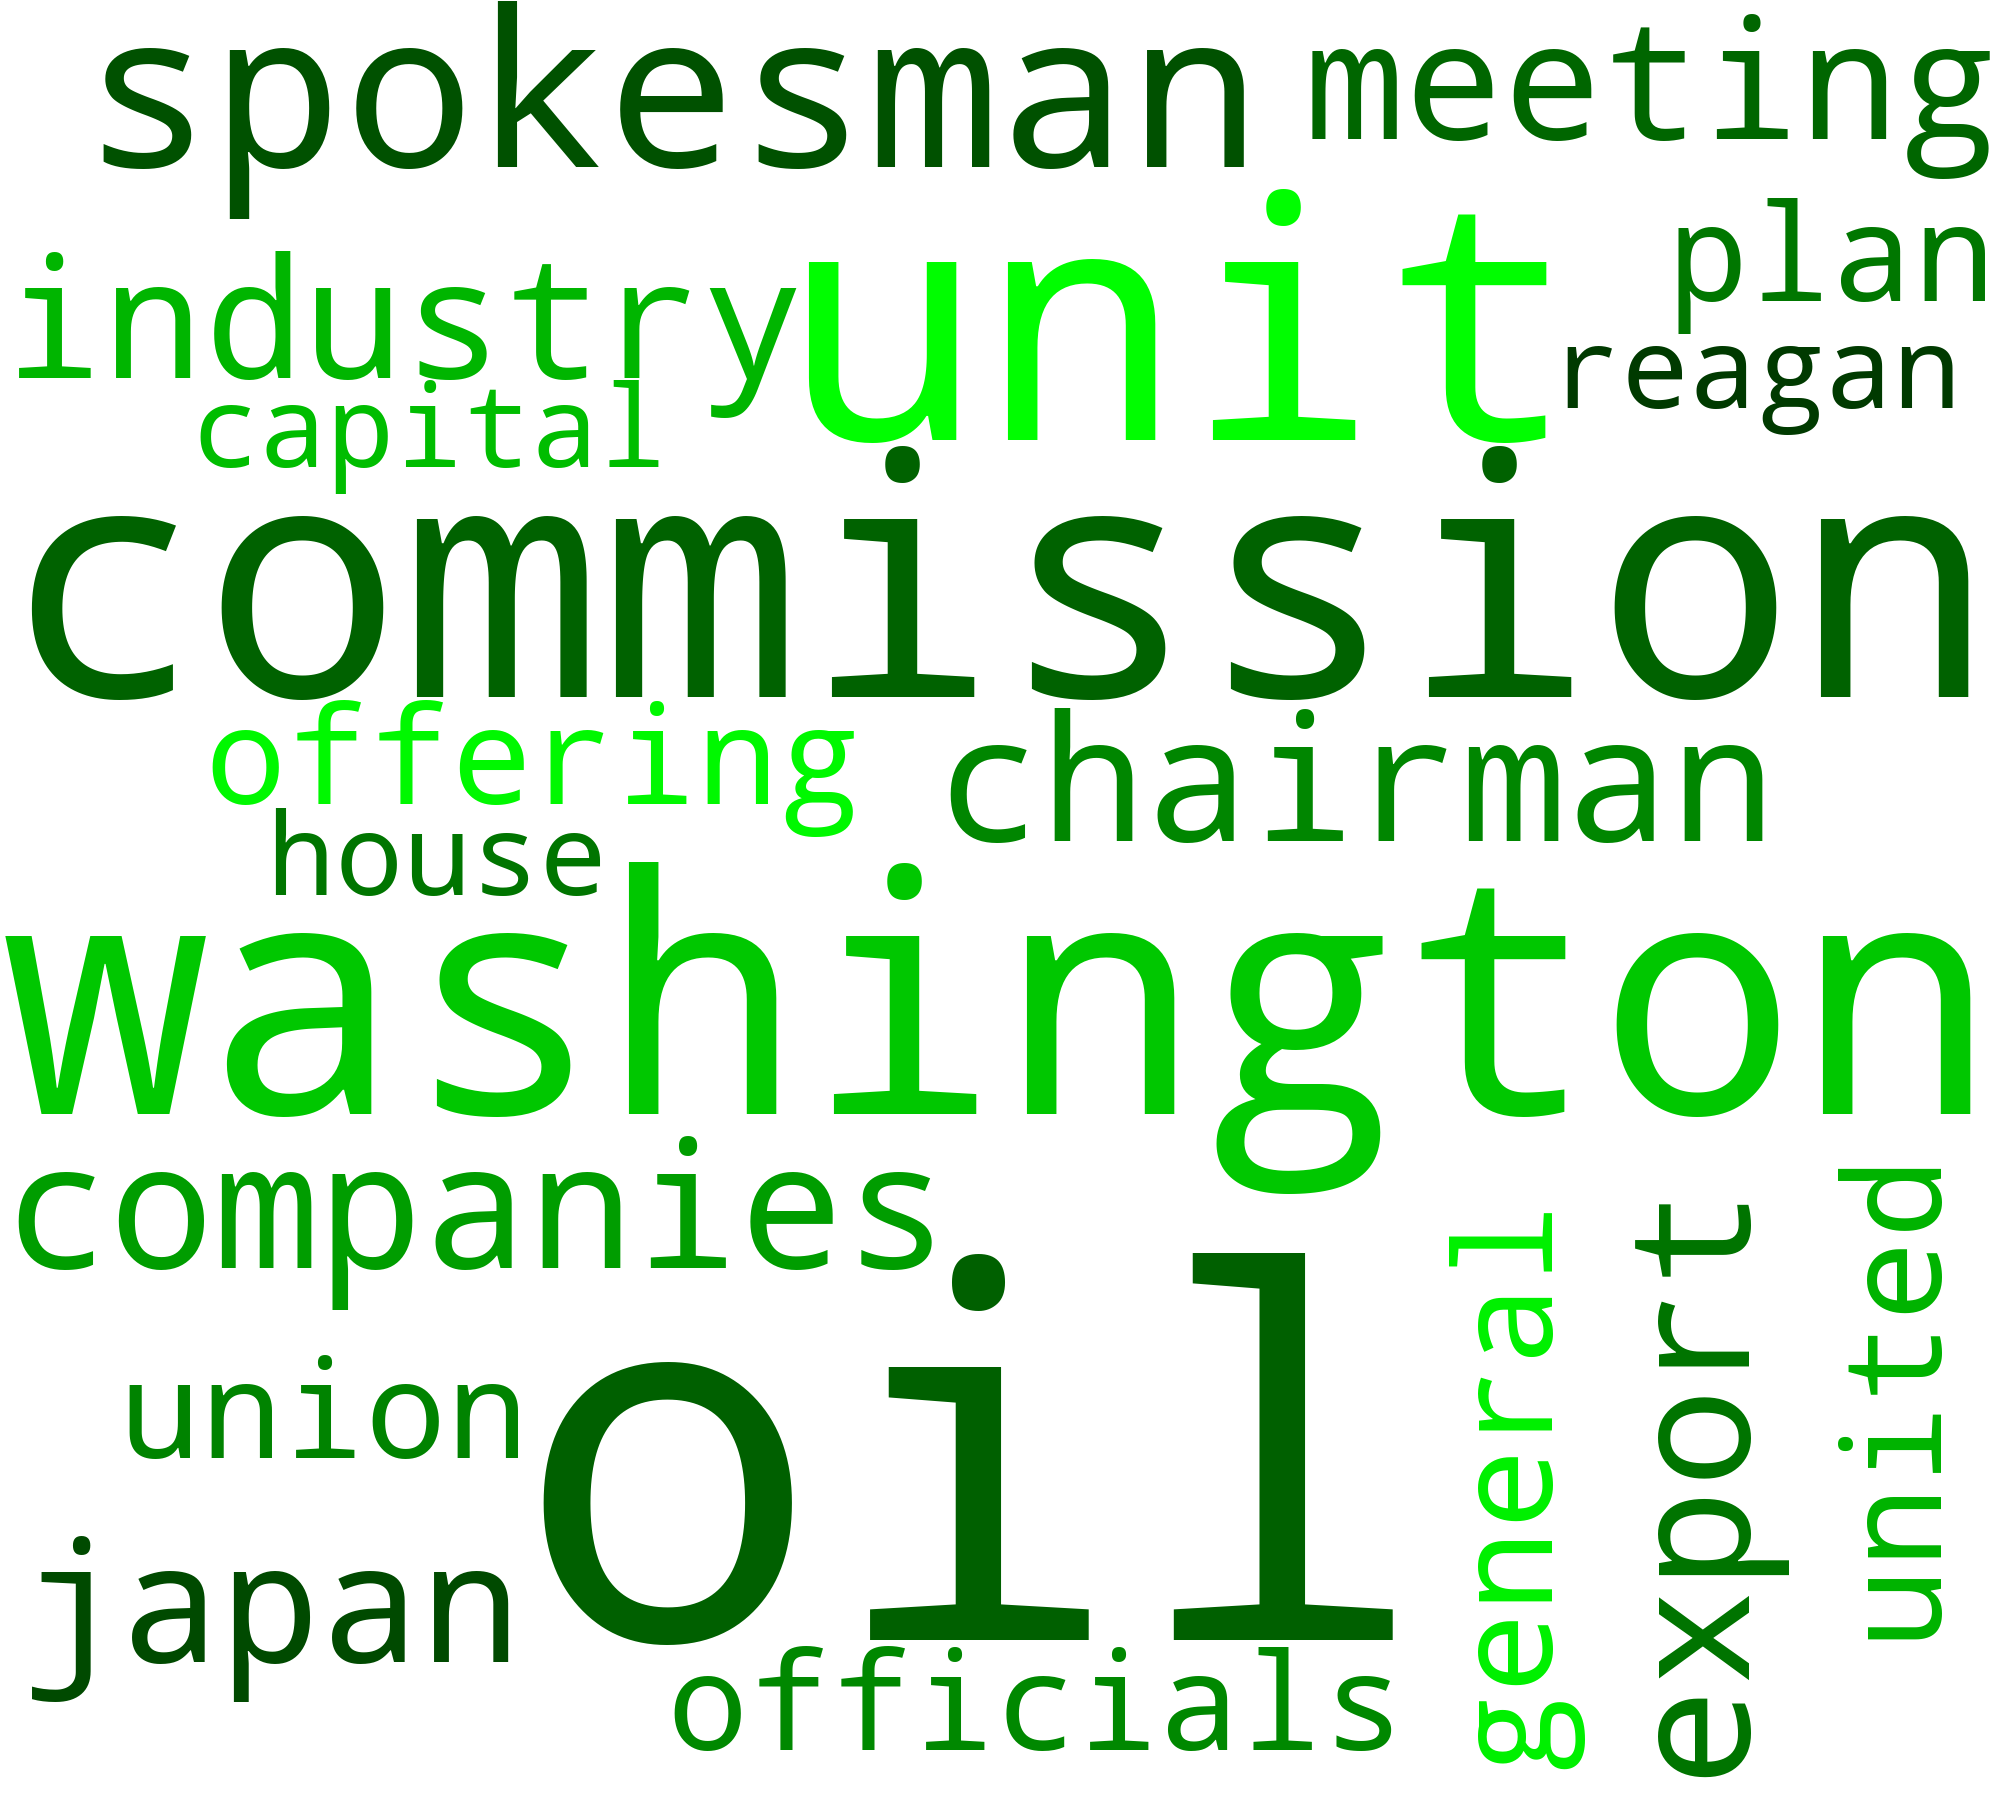 spokesman meeting
industry unit plan
capital reagan
commission
offering chairman
house
washington
companies
union oil general export united
japan
officials